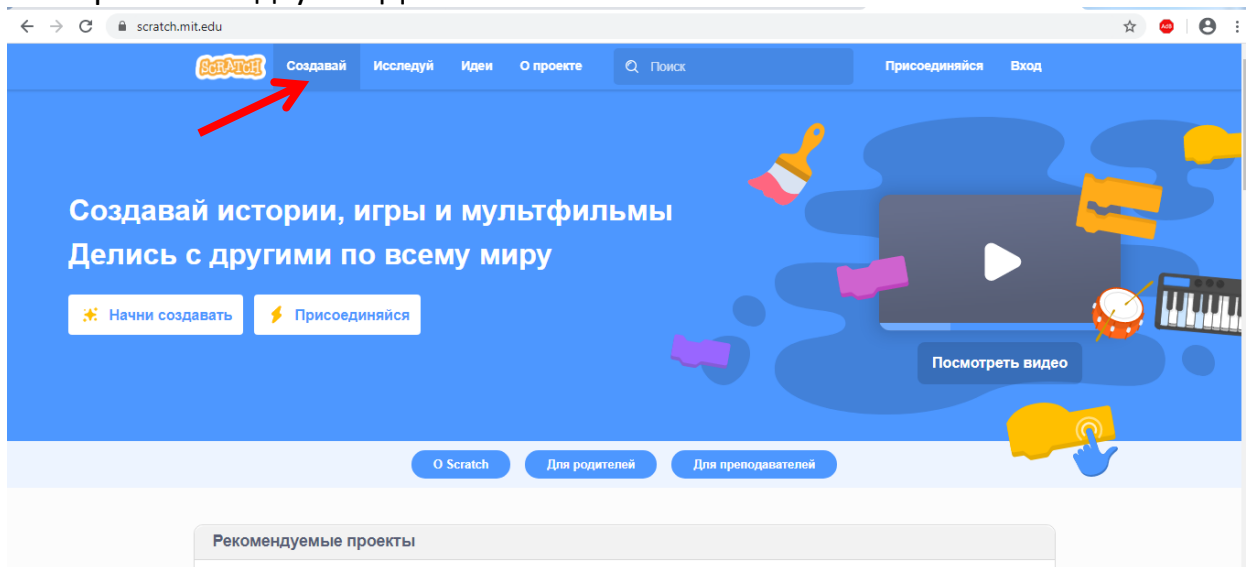 scratch.mit.edu
SCRATCH Создавай Исследуй Идеи О проекте Поиск Присоединяйся Вход
Создавай истории, игры и мультфильмы
Делись с другими по всему миру
Начни создавать Присоединяйся
Посмотреть видео
О Scratch Для родителей Для преподавателей
Рекомендуемые проекты